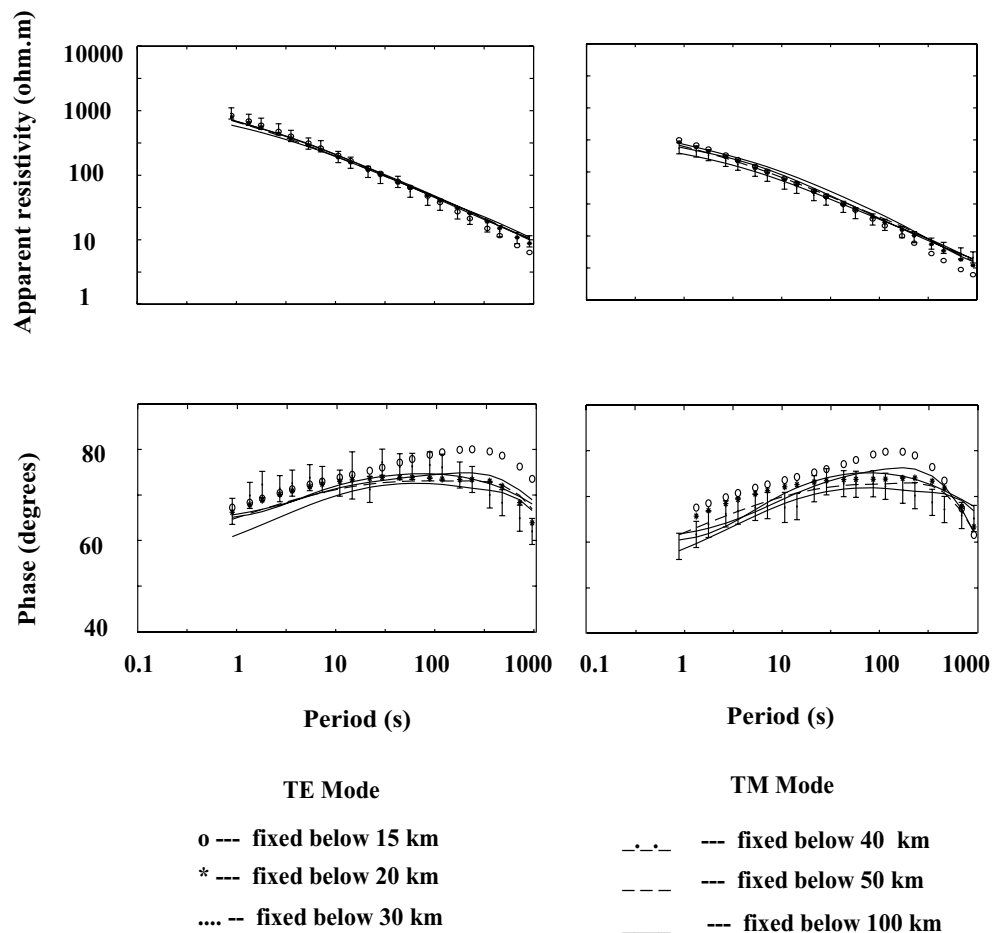 Apparent resistivity (ohm.m)
10000
1000
100
10
1
Phase (degrees)
80
60
40
0.1 1 10 100 1000
0.1 1 10 100 1000
Period (s)
Period (s)
TE Mode
TM Mode
o --- fixed below 15 km
* --- fixed below 20 km
.... -- fixed below 30 km
_._._ --- fixed below 40 km
_ _ _ --- fixed below 50 km
___ --- fixed below 100 km